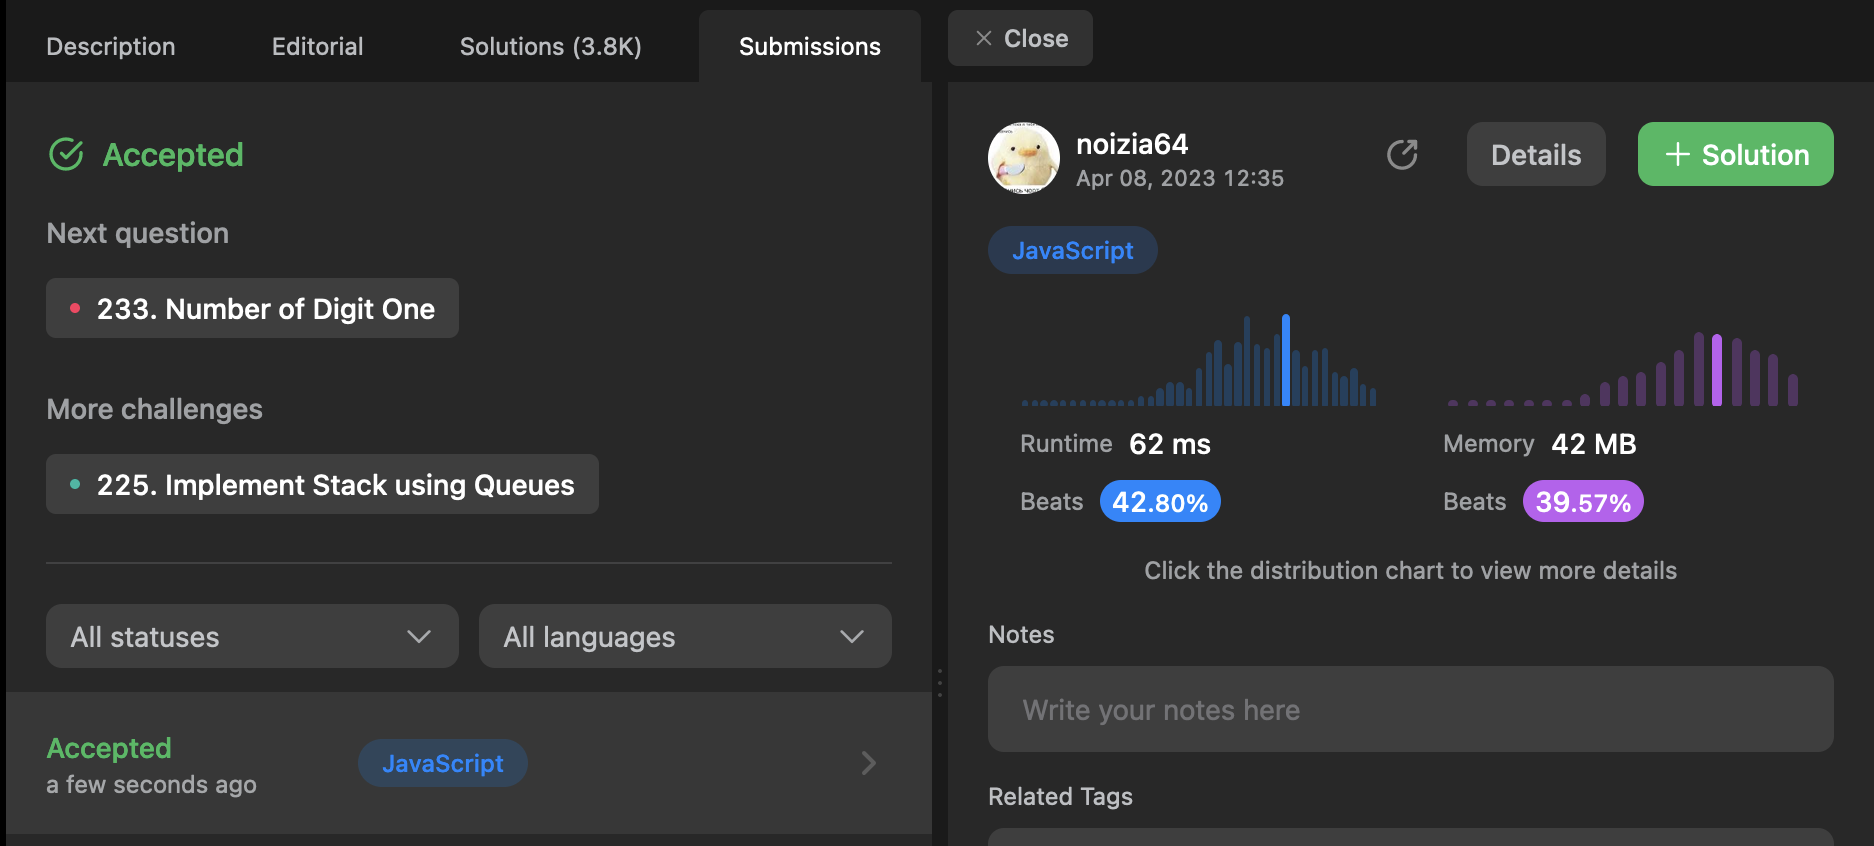 Description
Editorial
Solutions (3.8K)
Submissions
Close
Accepted
Next question
233. Number of Digit One
More challenges
225. Implement Stack using Queues
All statuses
All languages
Accepted
a few seconds ago
JavaScript
noizia64
Apr 08, 2023 12:35
Details
+ Solution
JavaScript
Runtime 62 ms
Beats 42.80%
Memory 42 MB
Beats 39.57%
Click the distribution chart to view more details
Notes
Write your notes here
Related Tags